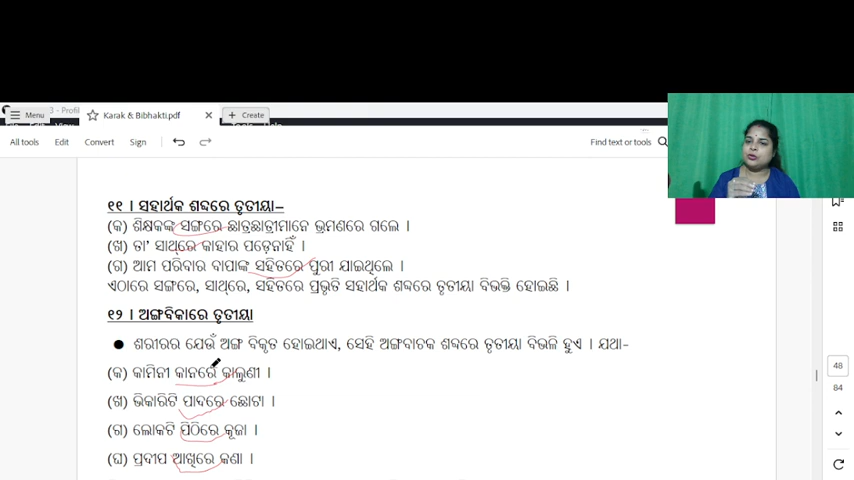 Menu
Karak & Bibhakti.pdf
Create
All tools Edit Convert Sign
Find text or tools
୧୧ । ସହାର୍ଥକ ଶବ୍ଦରେ ତୃତୀୟା–
(କ) ଶିକ୍ଷକଙ୍କ ସଙ୍ଗରେ ଛାତ୍ରଛାତ୍ରୀମାନେ ଭ୍ରମଣରେ ଗଲେ ।
(ଖ) ତା’ ସାଥିରେ କାହାର ପଡ଼େନାହିଁ ।
(ଗ) ଆମ ପରିବାର ବାପାଙ୍କ ସହିତରେ ପୁରୀ ଯାଇଥିଲେ ।
ଏଠାରେ ସଙ୍ଗରେ, ସାଥିରେ, ସହିତରେ ପ୍ରଭୃତି ସହାର୍ଥକ ଶବ୍ଦରେ ତୃତୀୟା ବିଭକ୍ତି ହୋଇଛି ।
୧୨ । ଅଙ୍ଗବିକାରେ ତୃତୀୟା
● ଶରୀରର ଯେଉଁ ଅଙ୍ଗ ବିକୃତ ହୋଇଥାଏ, ସେହି ଅଙ୍ଗବାଚକ ଶବ୍ଦରେ ତୃତୀୟା ବିଭକ୍ତି ହୁଏ । ଯଥା–
(କ) କାମିନୀ କାନରେ କାଲୁଣୀ ।
(ଖ) ଭିକାରିଟି ପାଦରେ ଛୋଟା ।
(ଗ) ଲୋକଟି ପିଠିରେ କୂଜା ।
(ଘ) ପ୍ରଦୀପ ଆଖିରେ କଣା ।
48
84